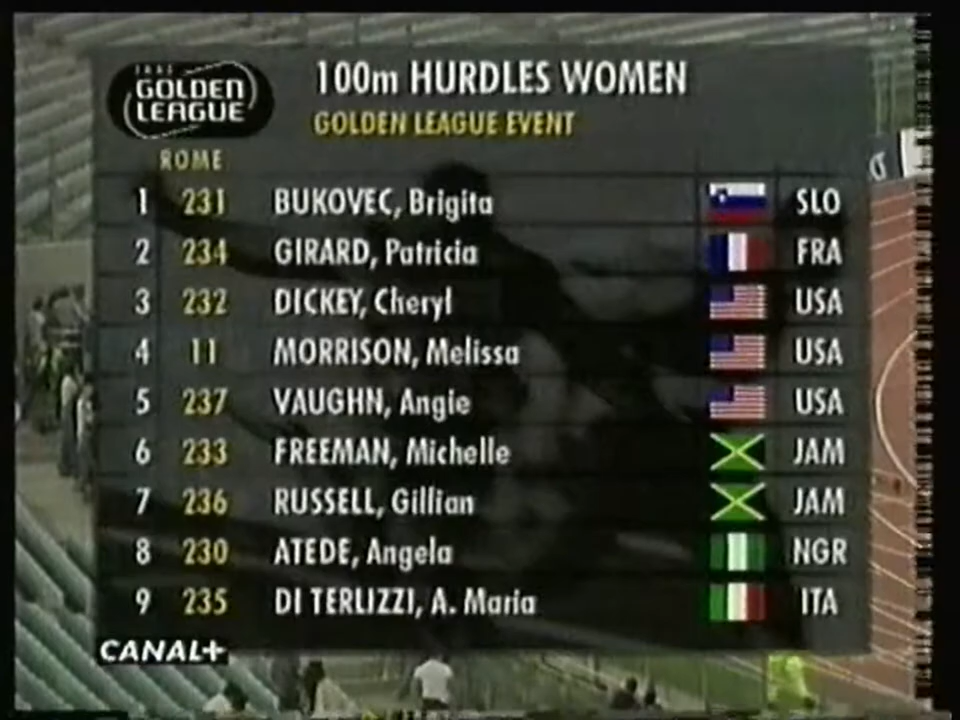 IAAF
GOLDEN
LEAGUE
100m HURDLES WOMEN
GOLDEN LEAGUE EVENT
ROME
1 231 BUKOVEC, Brigita SLO
2 234 GIRARD, Patricia FRA
3 232 DICKEY, Cheryl USA
4 11 MORRISON, Melissa USA
5 237 VAUGHN, Angie USA
6 233 FREEMAN, Michelle JAM
7 236 RUSSELL, Gillian JAM
8 230 ATEDE, Angela NGR
9 235 DI TERLIZZI, A. Maria ITA
CANAL+